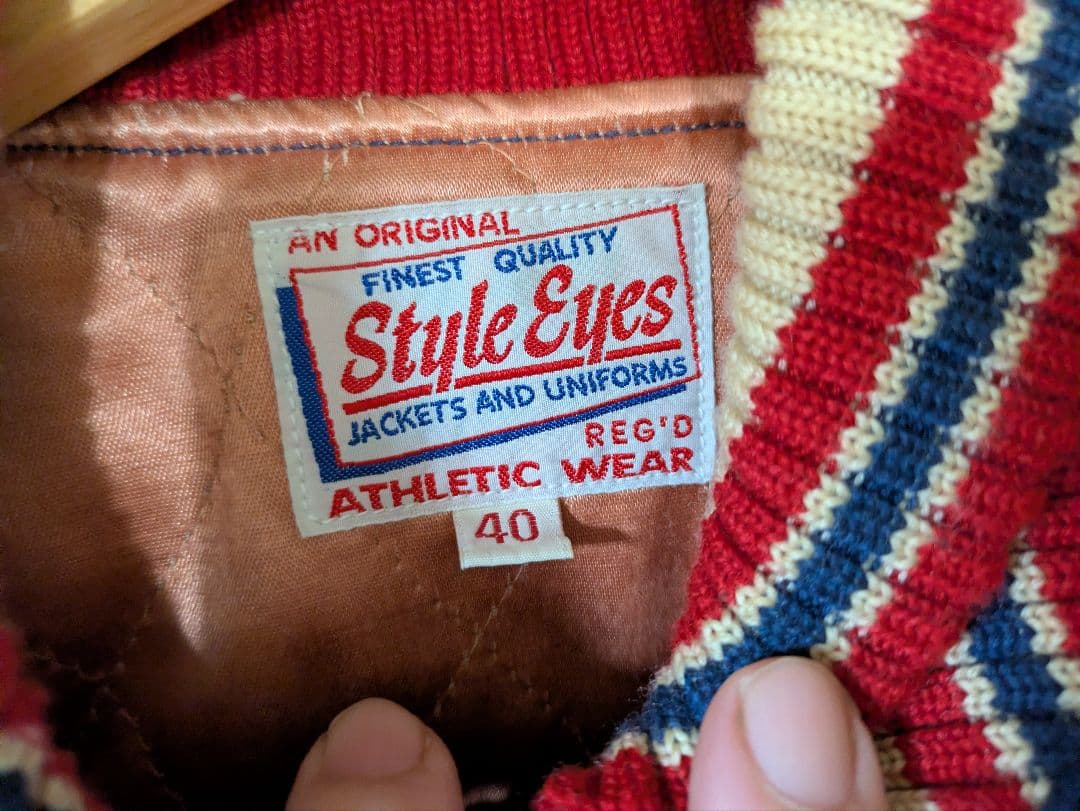 AN ORIGINAL
FINEST QUALITY
Style Eyes
JACKETS AND UNIFORMS
REG'D
ATHLETIC WEAR
40